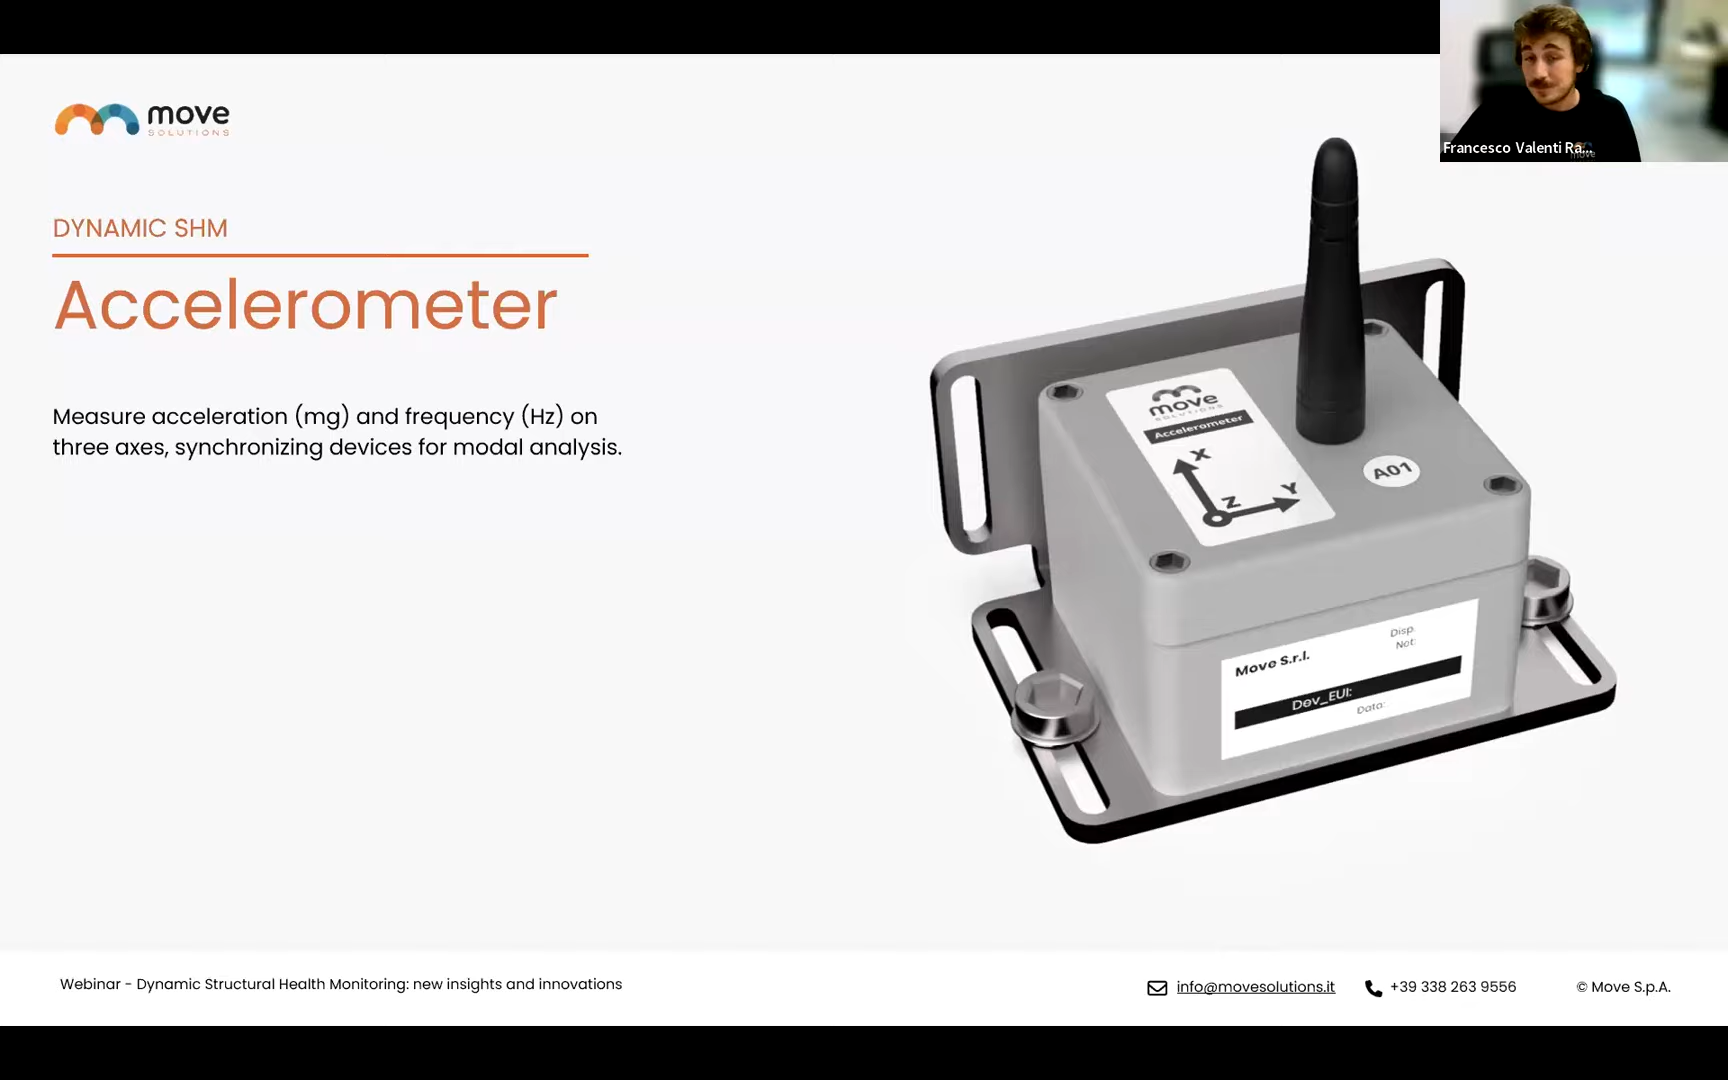 move
SOLUTIONS
Francesco Valenti Ra...
move
DYNAMIC SHM
Accelerometer
Measure acceleration (mg) and frequency (Hz) on
three axes, synchronizing devices for modal analysis.
move
SOLUTIONS
Accelerometer
X
Y
Z
A01
Disp.
Not:
Move S.r.l.
Dev_EUI:
Data:
Webinar - Dynamic Structural Health Monitoring: new insights and innovations
info@movesolutions.it
+39 338 263 9556
© Move S.p.A.